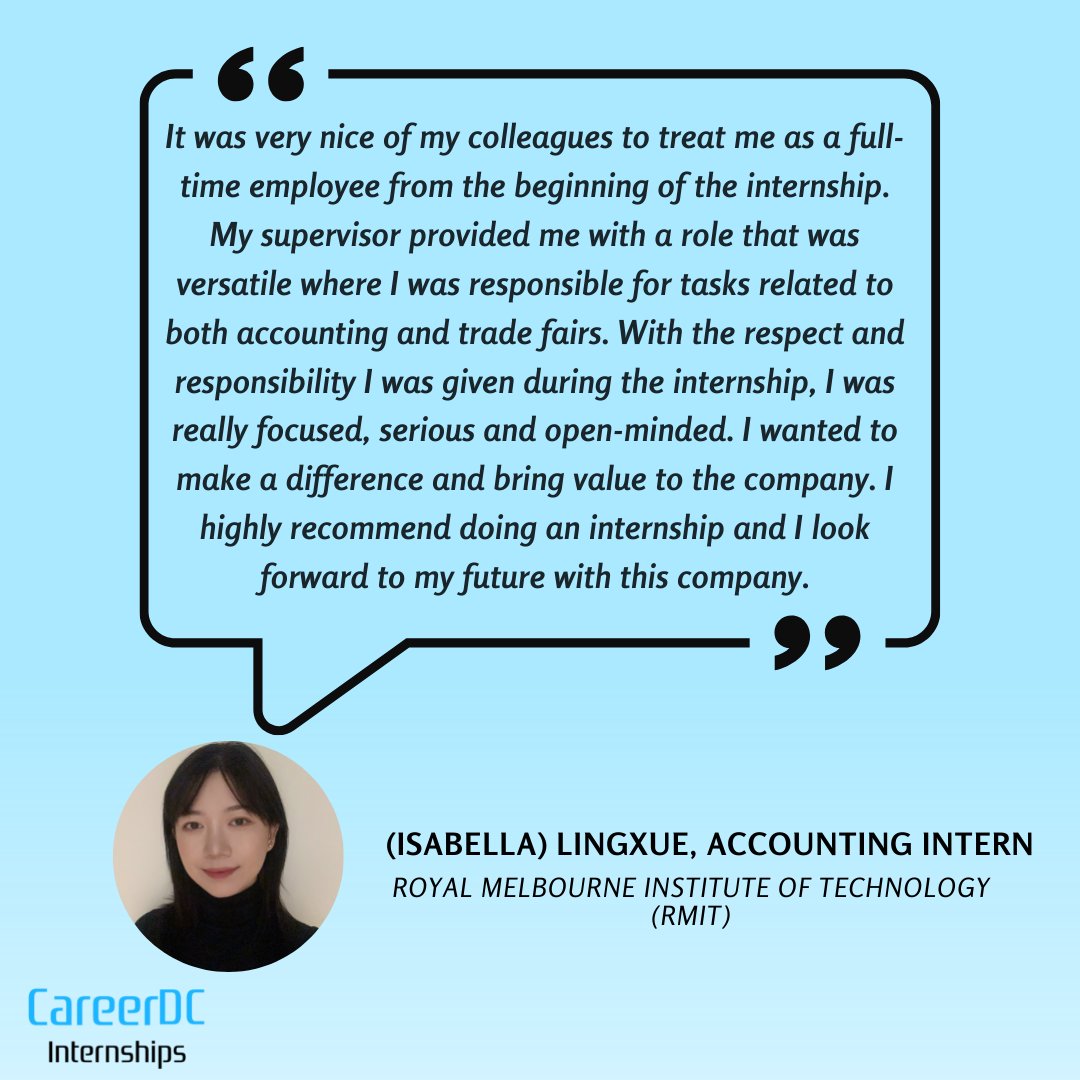 It was very nice of my colleagues to treat me as a full-
time employee from the beginning of the internship.
My supervisor provided me with a role that was
versatile where I was responsible for tasks related to
both accounting and trade fairs. With the respect and
responsibility I was given during the internship, I was
really focused, serious and open-minded. I wanted to
make a difference and bring value to the company. I
highly recommend doing an internship and I look
forward to my future with this company.
(ISABELLA) LINGXUE, ACCOUNTING INTERN
ROYAL MELBOURNE INSTITUTE OF TECHNOLOGY
(RMIT)
CareerDC
Internships